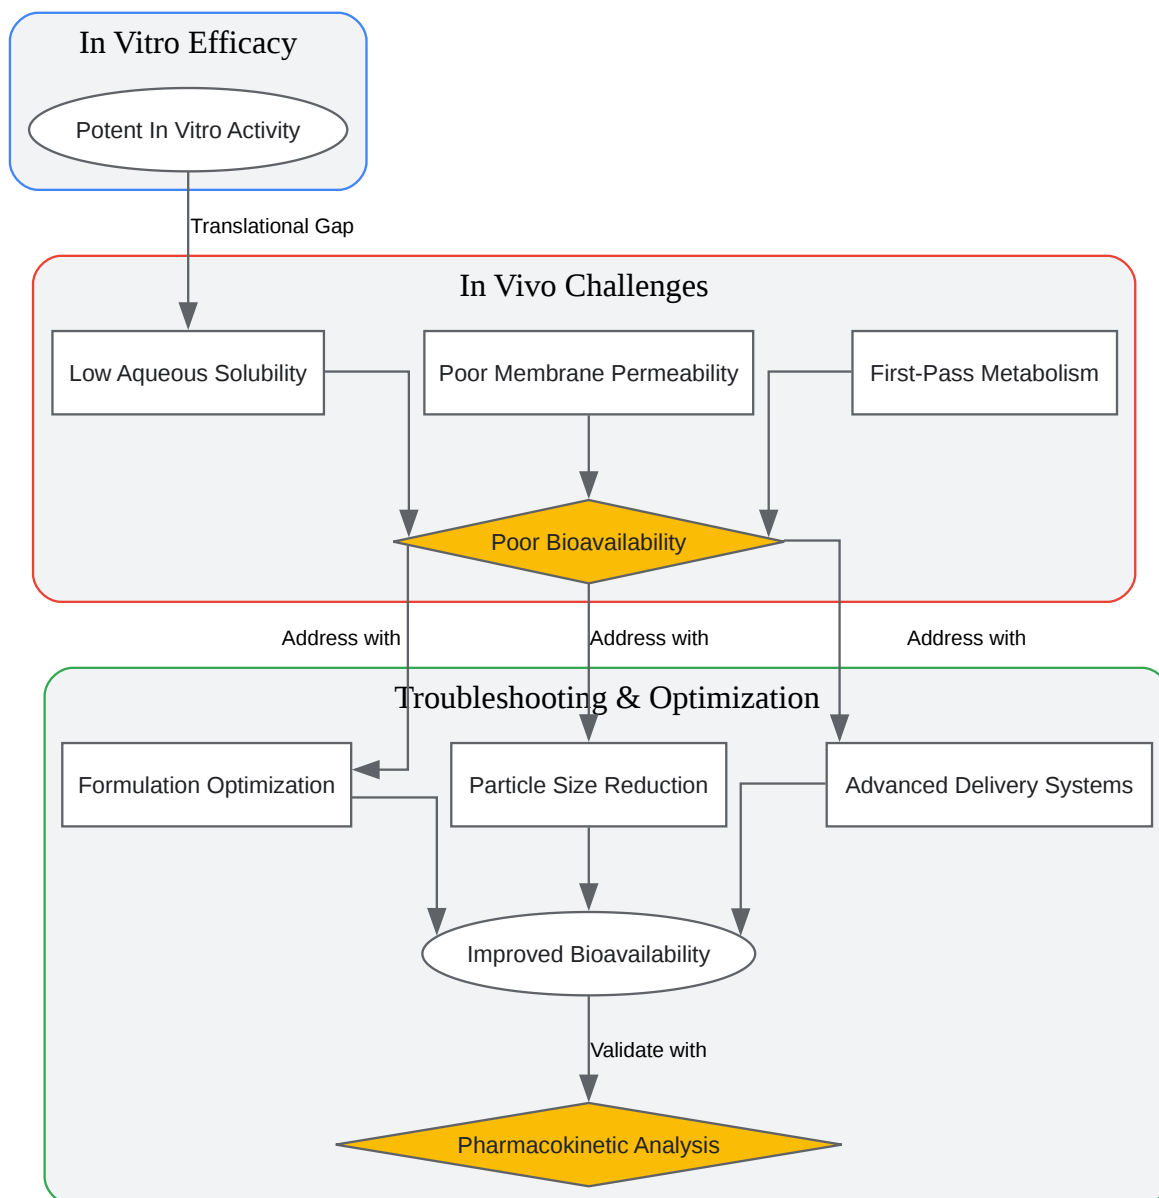 In Vitro Efficacy
Potent In Vitro Activity
Translational Gap
In Vivo Challenges
Low Aqueous Solubility
Poor Membrane Permeability
First-Pass Metabolism
Poor Bioavailability
Address with
Address with
Address with
Troubleshooting & Optimization
Formulation Optimization
Particle Size Reduction
Advanced Delivery Systems
Improved Bioavailability
Validate with
Pharmacokinetic Analysis